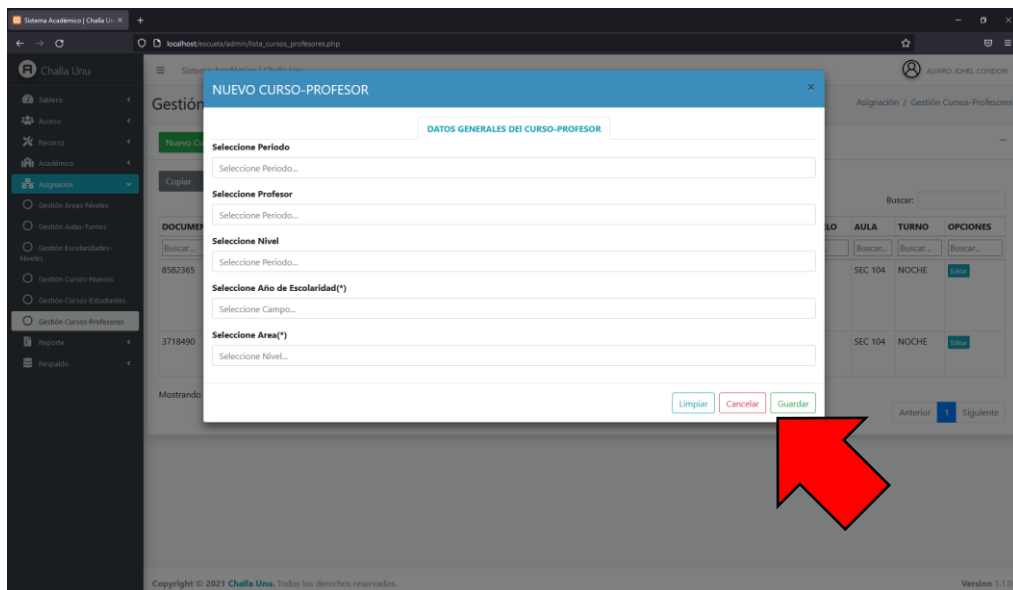 Sistema Académico | Challa Un
localhost/escuela/admin/lista_cursos_profesores.php
Challa Unu
ALVARO JOHEL CONDORI
Tablero
Acceso
Recurso
Académico
Asignación
Gestión Áreas-Niveles
Gestión Aulas-Turnos
Gestión Escolaridades-
Niveles
Gestión Cursos-Nuevos
Gestión Cursos-Estudiantes
Gestión Cursos-Profesores
Reporte
Respaldo
Gestión
Asignación / Gestión Cursos-Profesores
Nuevo Cu
Copiar
Buscar:
DOCUMEN
LO AULA TURNO OPCIONES
Buscar... Buscar... Buscar... Buscar...
8582365 SEC 104 NOCHE Editar
3718490 SEC 104 NOCHE Editar
Mostrando
Anterior 1 Siguiente
NUEVO CURSO-PROFESOR ×
DATOS GENERALES DEl CURSO-PROFESOR
Seleccione Periodo
Seleccione Periodo...
Seleccione Profesor
Seleccione Periodo...
Seleccione Nivel
Seleccione Periodo...
Seleccione Año de Escolaridad(*)
Seleccione Campo...
Seleccione Area(*)
Seleccione Nivel...
Limpiar Cancelar Guardar
Copyright © 2021 Challa Unu. Todos los derechos reservados.
Version 1.1.0